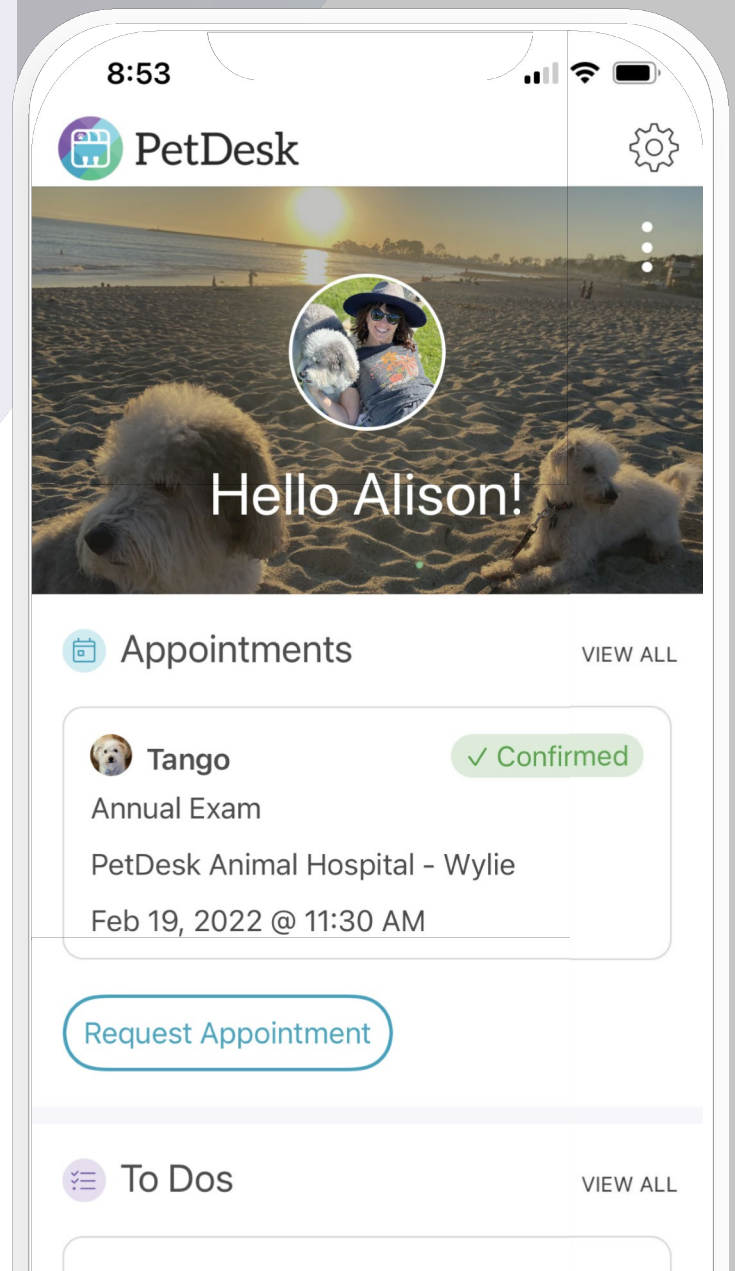 8:53
PetDesk
Hello Alison!
Appointments
VIEW ALL
Tango
✓ Confirmed
Annual Exam
PetDesk Animal Hospital - Wylie
Feb 19, 2022 @ 11:30 AM
Request Appointment
To Dos
VIEW ALL